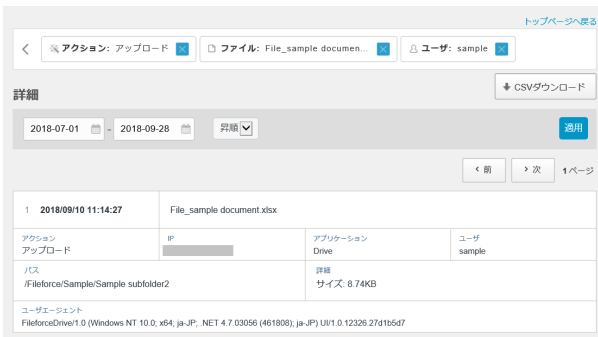 トップページへ戻る
アクション: アップロード
ファイル: File_sample documen...
ユーザ: sample
CSVダウンロード
詳細
2018-07-01 - 2018-09-28 昇順 適用
前 次 1ページ
1 2018/09/10 11:14:27 File_sample document.xlsx
アクション IP アプリケーション ユーザ
アップロード Drive sample
パス 詳細
/Fileforce/Sample/Sample subfolder2 サイズ: 8.74KB
ユーザエージェント
FileforceDrive/1.0 (Windows NT 10.0; x64; ja-JP; .NET 4.7.03056 (461808); ja-JP) UI/1.0.12326.27d1b5d7